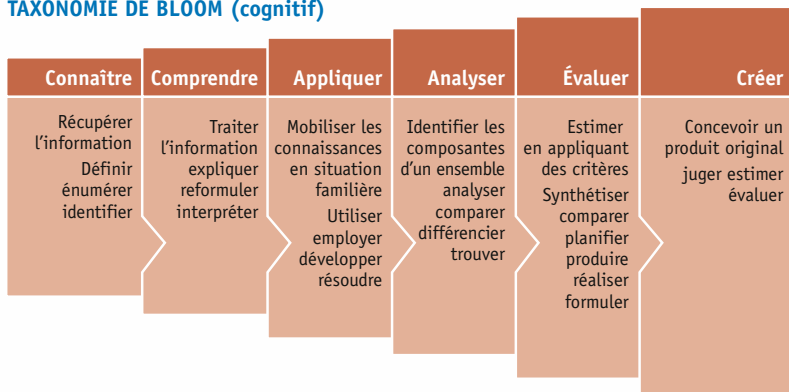 TAXONOMIE DE BLOOM (cognitif)
Connaître
Récupérer
l'information
Définir
énumérer
identifier
Comprendre
Traiter
l'information
expliquer
reformuler
interpréter
Appliquer
Mobiliser les
connaissances
en situation
familière
Utiliser
employer
développer
résoudre
Analyser
Identifier les
composantes
d'un ensemble
analyser
comparer
différencier
trouver
Évaluer
Estimer
en appliquant
des critères
Synthétiser
comparer
planifier
produire
réaliser
formuler
Créer
Concevoir un
produit original
juger estimer
évaluer